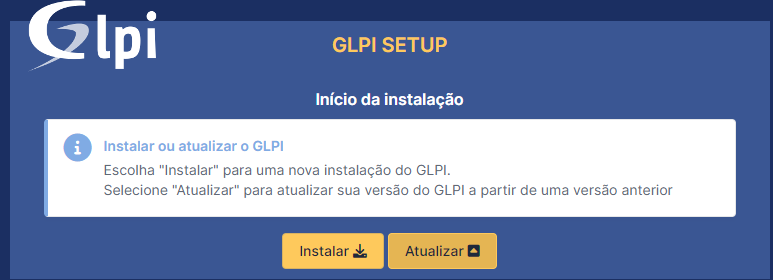 Glpi
GLPI SETUP
Início da instalação
Instalar ou atualizar o GLPI
Escolha "Instalar" para uma nova instalação do GLPI.
Selecione "Atualizar" para atualizar sua versão do GLPI a partir de uma versão anterior
Instalar
Atualizar